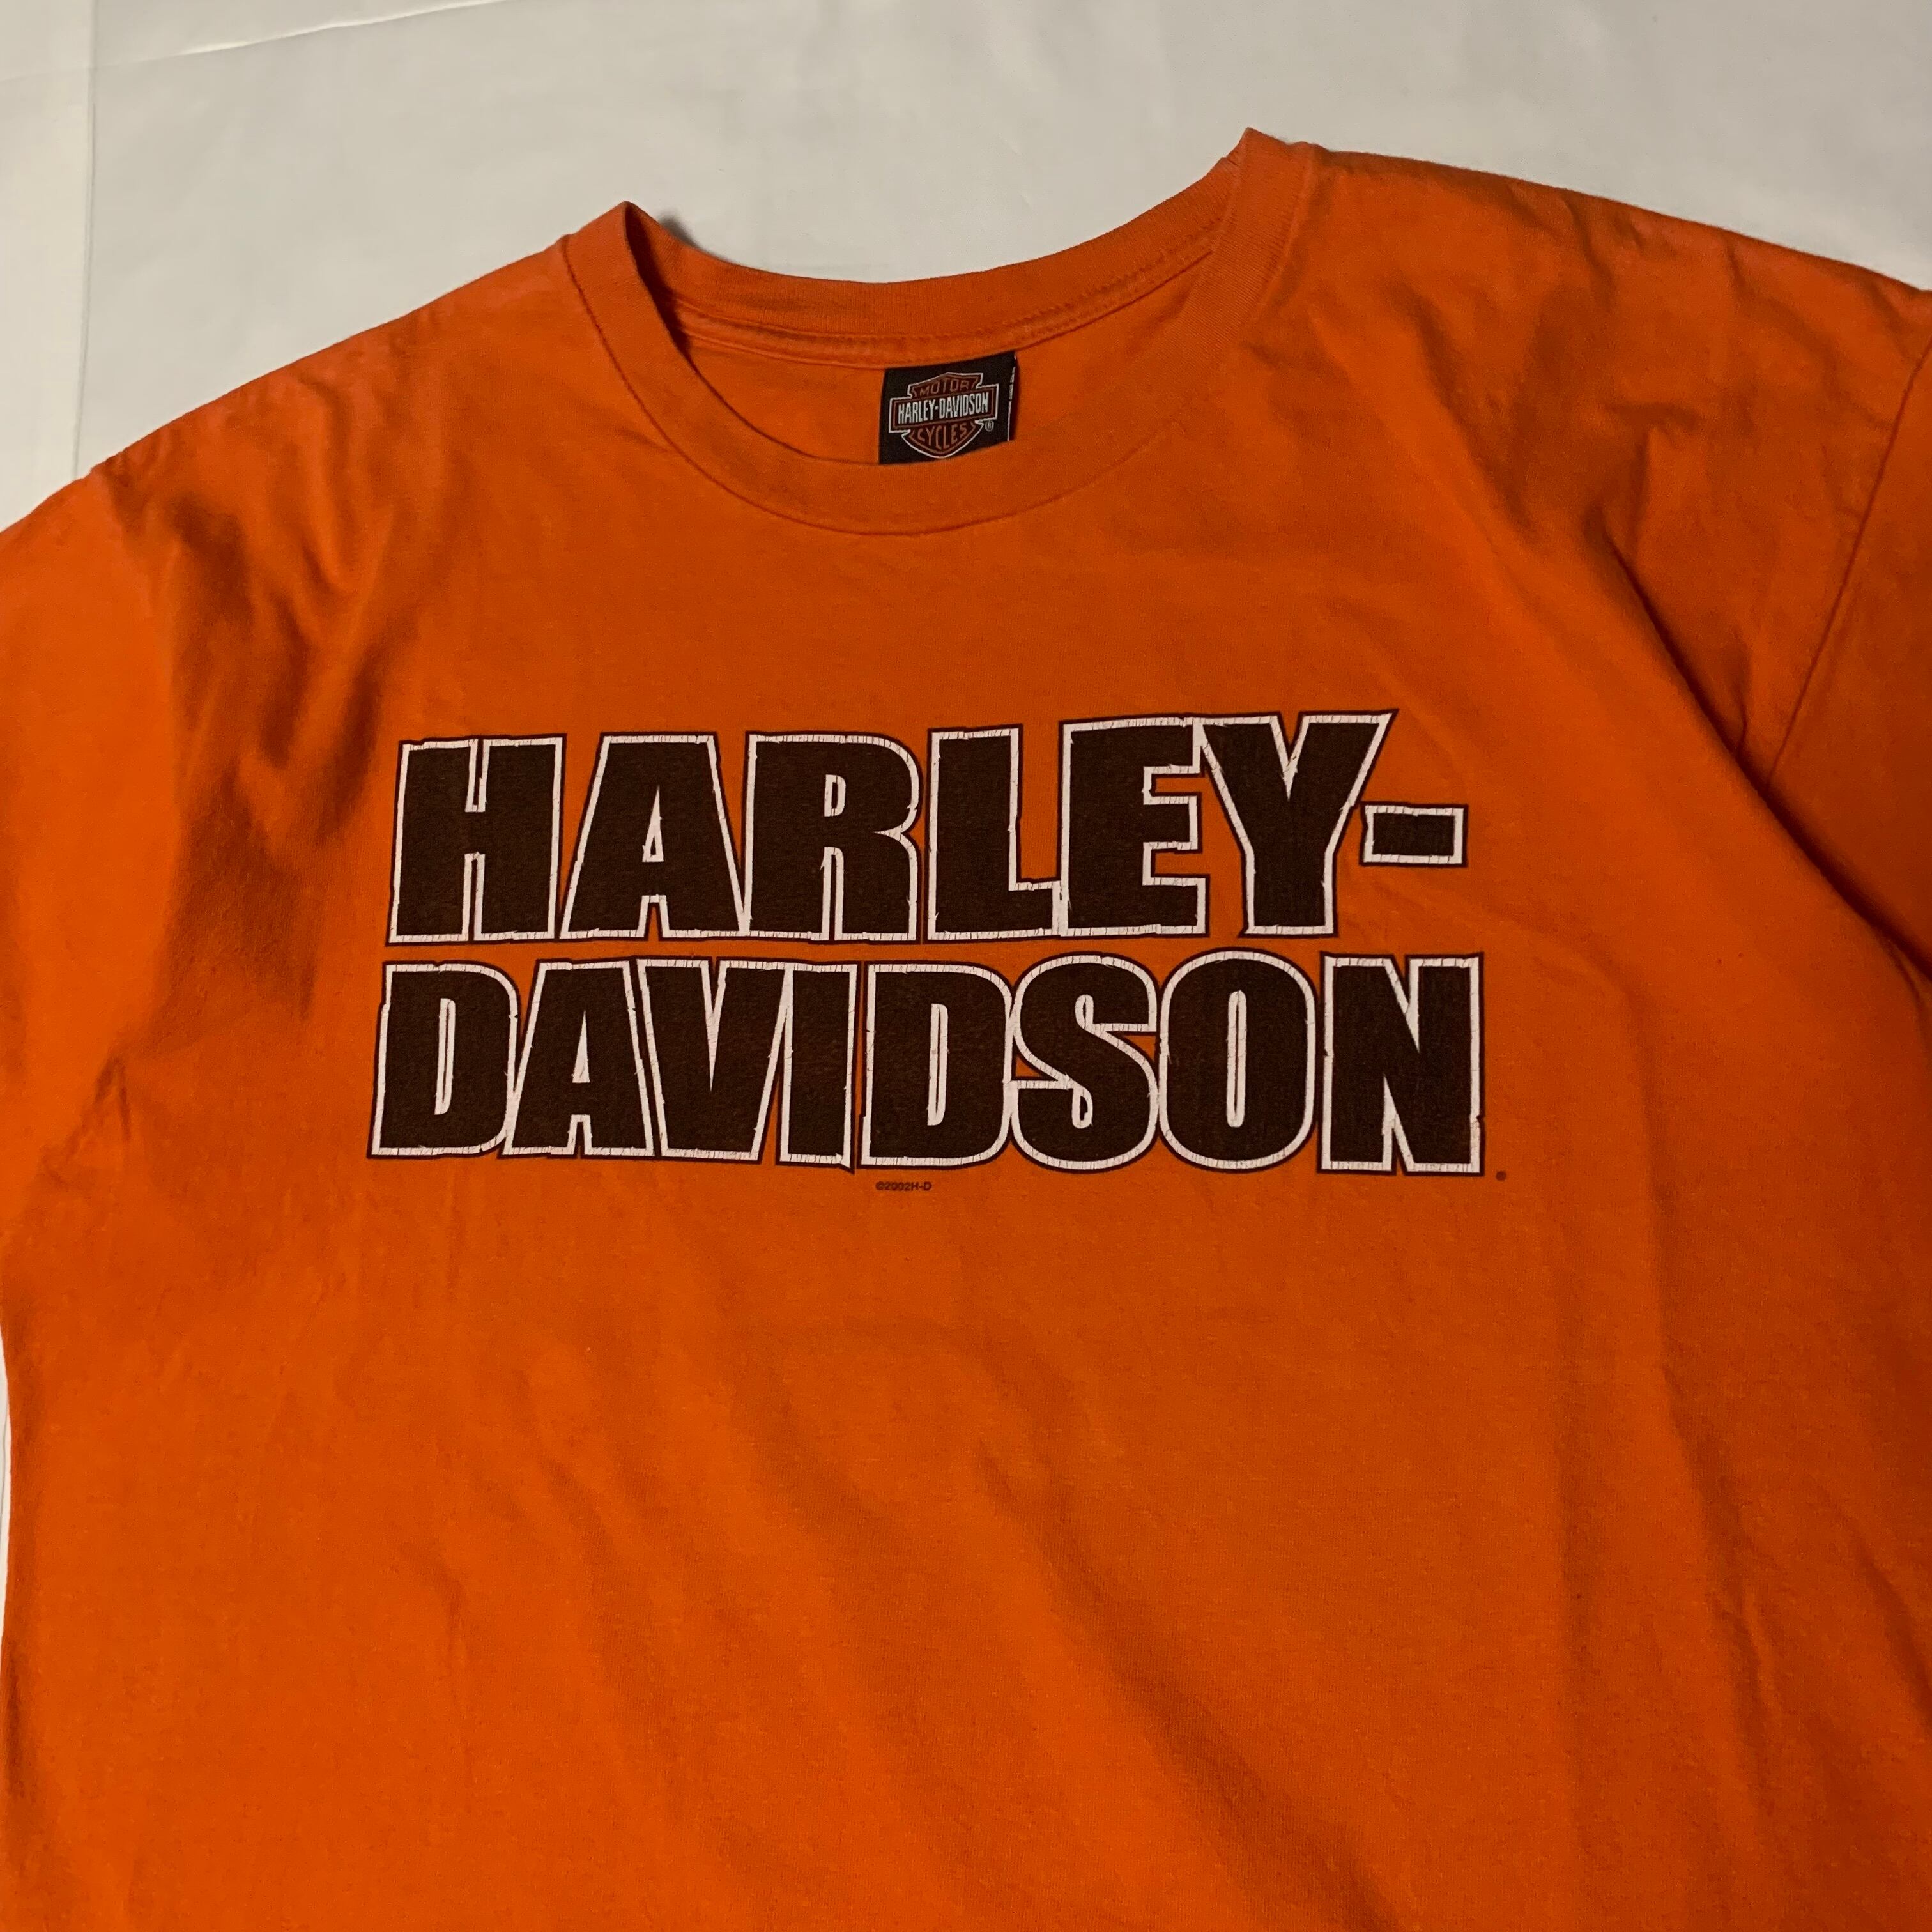 MOTOR
HARLEY-DAVIDSON
CYCLES
®
HARLEY-
DAVIDSON
©2002H-D